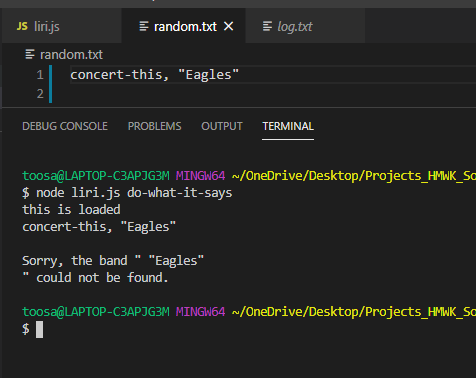 JS liri.js random.txt × log.txt
random.txt
1 concert-this, "Eagles"
2
DEBUG CONSOLE PROBLEMS OUTPUT TERMINAL
toosa@LAPTOP-C3APJG3M MINGW64 ~/OneDrive/Desktop/Projects_HMWK_So
$ node liri.js do-what-it-says
this is loaded
concert-this, "Eagles"
Sorry, the band " "Eagles"
" could not be found.
toosa@LAPTOP-C3APJG3M MINGW64 ~/OneDrive/Desktop/Projects_HMWK_So
$